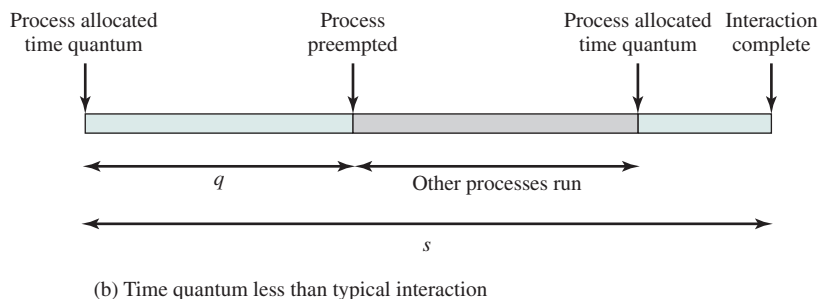 Process allocated
time quantum
Process
preempted
Process allocated
time quantum
Interaction
complete
q
Other processes run
s
(b) Time quantum less than typical interaction